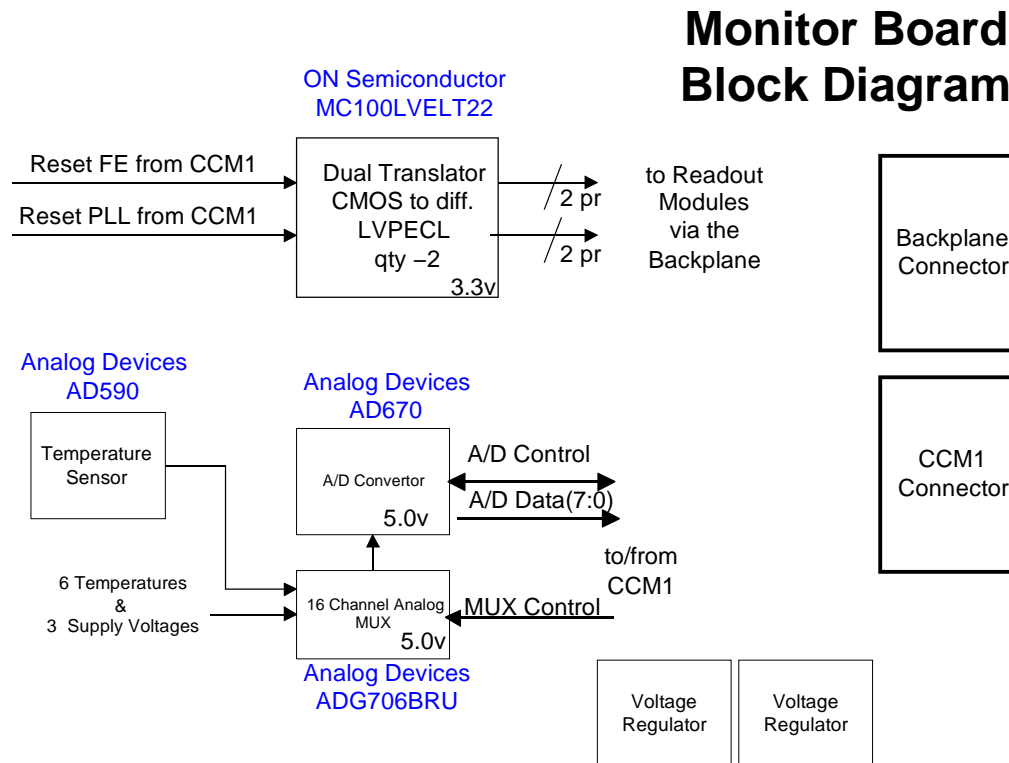 Monitor Board
Block Diagram
ON Semiconductor
MC100LVELT22
Reset FE from CCM1
Reset PLL from CCM1
Dual Translator
CMOS to diff.
LVPECL
qty –2
3.3v
2 pr
2 pr
to Readout
Modules
via the
Backplane
Backplane
Connector
Analog Devices
AD590
Temperature
Sensor
Analog Devices
AD670
A/D Convertor
5.0v
A/D Control
A/D Data(7:0)
to/from
CCM1
CCM1
Connector
6 Temperatures
&
3 Supply Voltages
16 Channel Analog
MUX
5.0v
MUX Control
Analog Devices
ADG706BRU
Voltage
Regulator
Voltage
Regulator